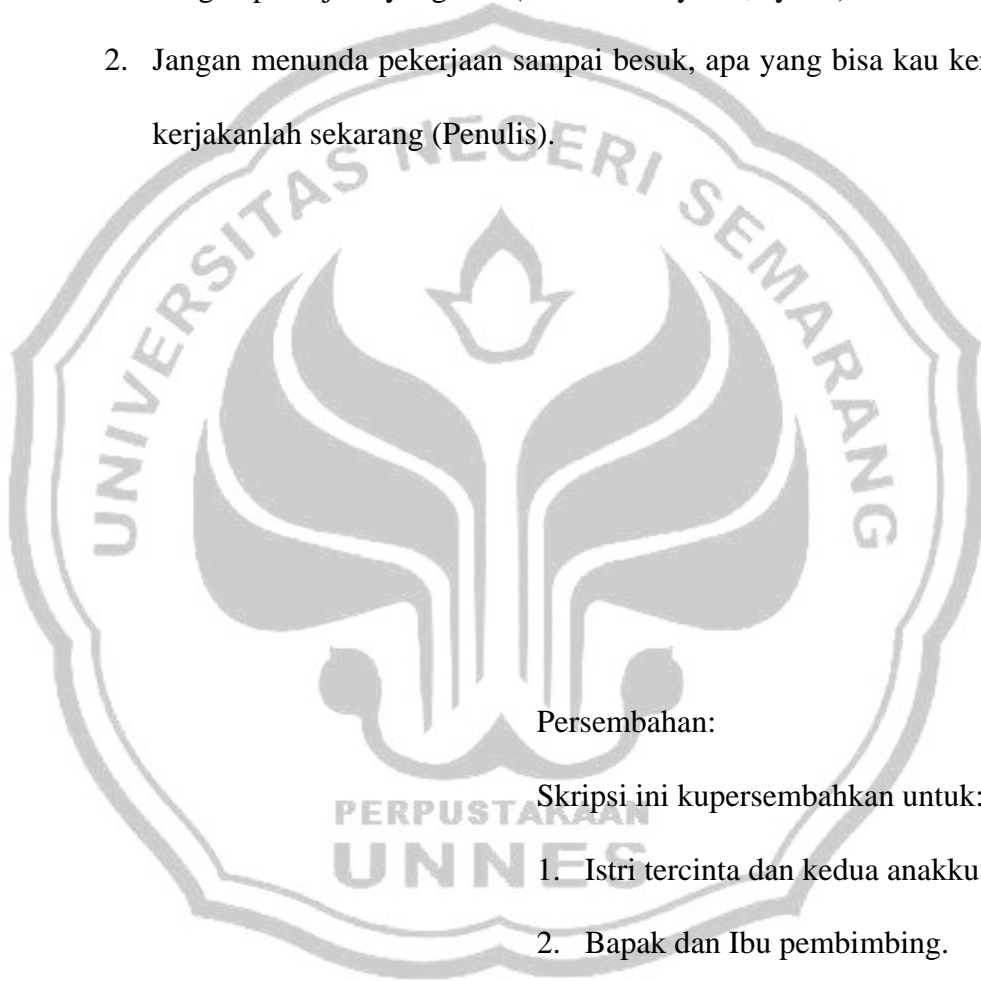 2. Jangan menunda pekerjaan sampai besuk, apa yang bisa kau
kerjakanlah sekarang (Penulis).
UNIVERSITAS NEGERI SEMARANG
Persembahan:
Skripsi ini kupersembahkan untuk:
PERPUSTAKAAN
UNNES
1. Istri tercinta dan kedua anakku
2. Bapak dan Ibu pembimbing.